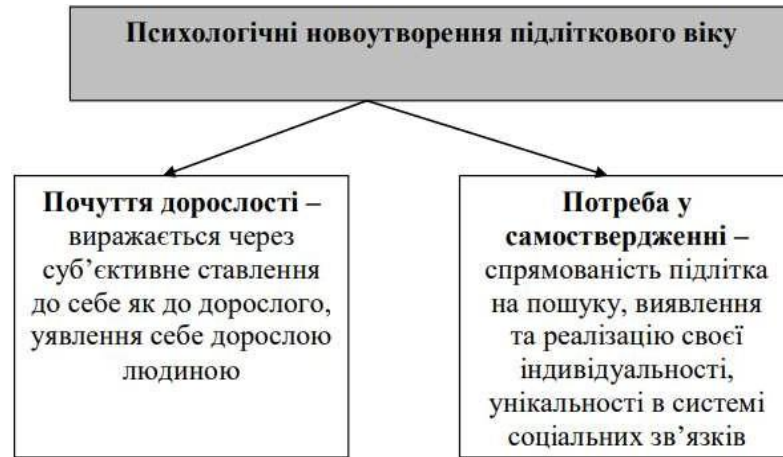 Психологічні новоутворення підліткового віку
Почуття дорослості –
виражається через
суб’єктивне ставлення
до себе як до дорослого,
уявлення себе дорослою
людиною
Потреба у
самоствердженні –
спрямованість підлітка
на пошуку, виявлення
та реалізацію своєї
індивідуальності,
унікальності в системі
соціальних зв’язків